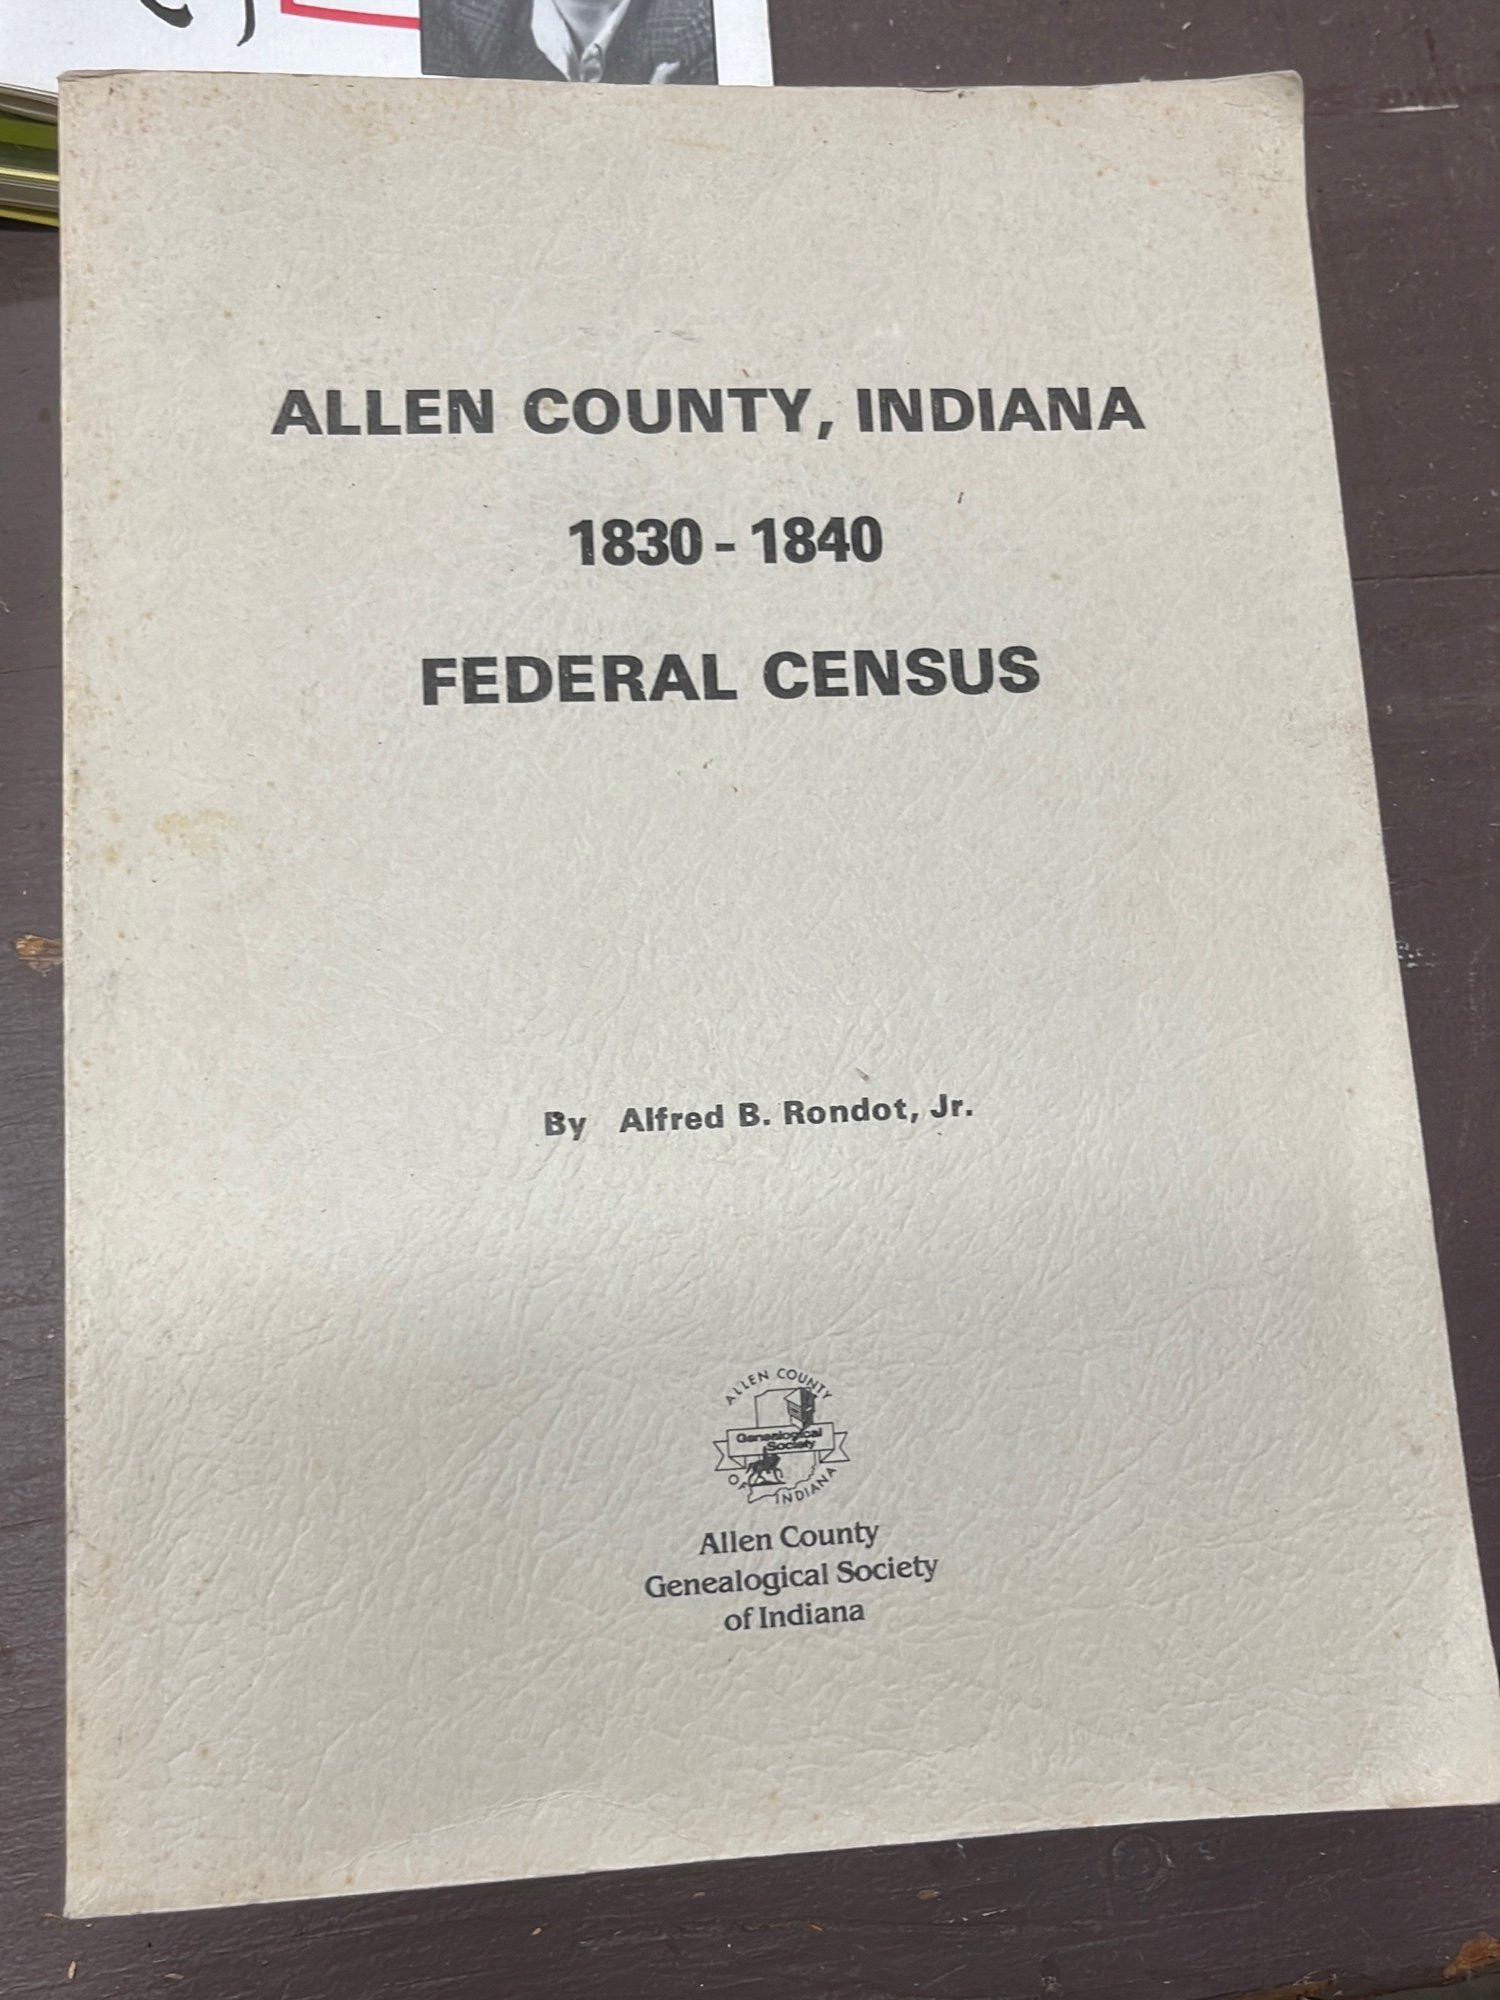 ALLEN COUNTY, INDIANA
1830 - 1840
FEDERAL CENSUS
By Alfred B. Rondot, Jr.
ALLEN COUNTY
Genealogical
Society
OF INDIANA
Allen County
Genealogical Society
of Indiana